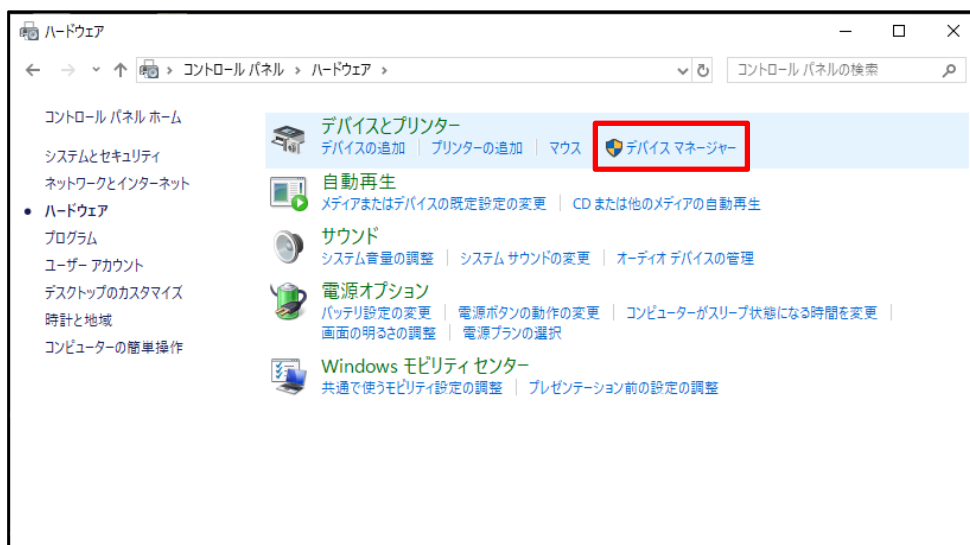 ハードウェア
コントロール パネル › ハードウェア ›
コントロール パネルの検索
コントロール パネル ホーム
システムとセキュリティ
ネットワークとインターネット
ハードウェア
プログラム
ユーザー アカウント
デスクトップのカスタマイズ
時計と地域
コンピューターの簡単操作
デバイスとプリンター
デバイスの追加 | プリンターの追加 | マウス | デバイス マネージャー
自動再生
メディアまたはデバイスの既定設定の変更 | CD または他のメディアの自動再生
サウンド
システム音量の調整 | システム サウンドの変更 | オーディオ デバイスの管理
電源オプション
バッテリ設定の変更 | 電源ボタンの動作の変更 | コンピューターがスリープ状態になる時間を変更 |
画面の明るさの調整 | 電源プランの選択
Windows モビリティ センター
共通で使うモビリティ設定の調整 | プレゼンテーション前の設定の調整